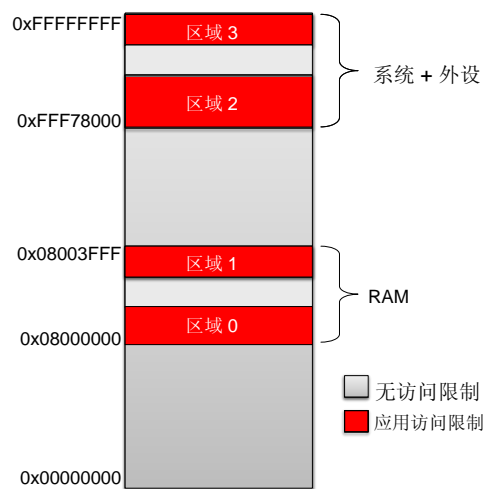 0xFFFFFFFF
区域 3
系统 + 外设
区域 2
0xFFF78000
0x08003FFF
区域 1
RAM
区域 0
0x08000000
无访问限制
应用访问限制
0x00000000